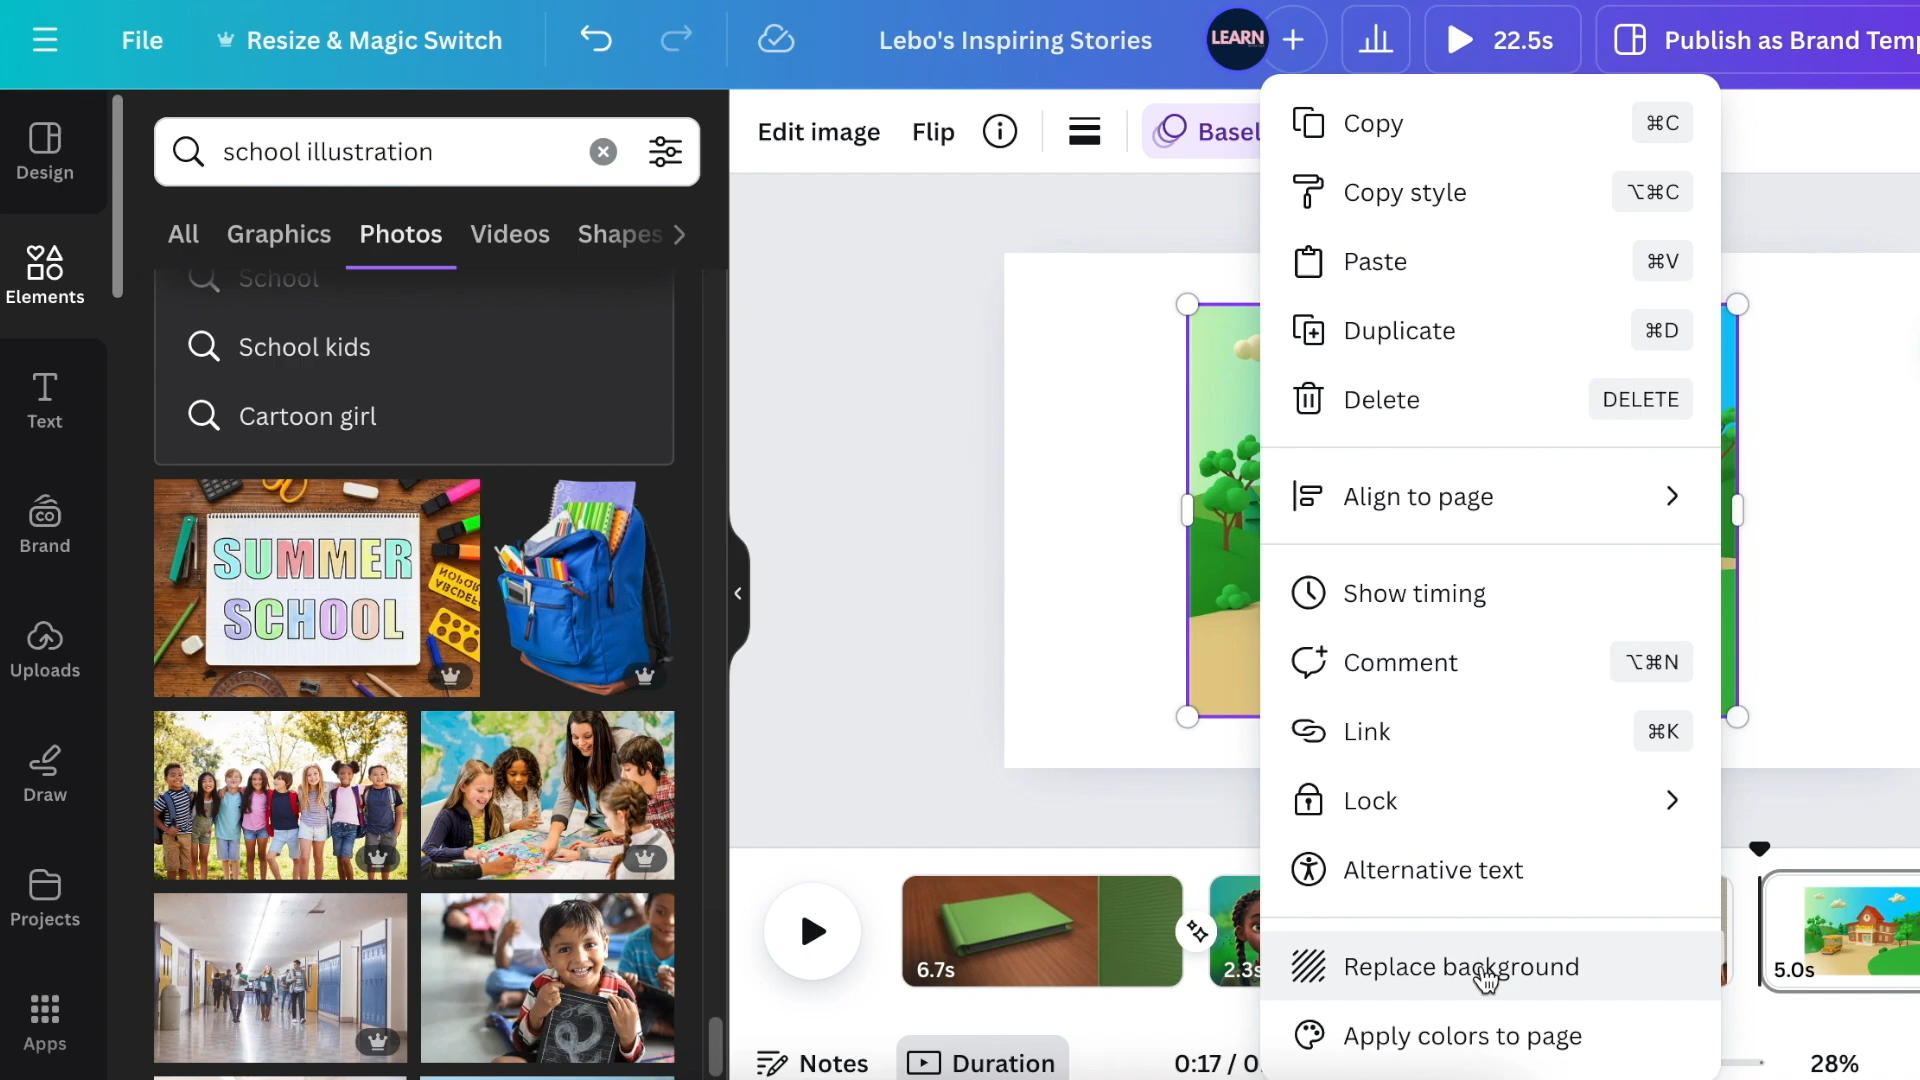 File
Resize & Magic Switch
Lebo's Inspiring Stories
LEARN
22.5s
Publish as Brand Temp
Design
Elements
Text
Brand
Uploads
Draw
Projects
Apps
school illustration
All
Graphics
Photos
Videos
Shapes
School
School kids
Cartoon girl
SUMMER
SCHOOL
Edit image
Flip
Basel
Copy
⌘C
Copy style
⌥⌘C
Paste
⌘V
Duplicate
⌘D
Delete
DELETE
Align to page
Show timing
Comment
⌥⌘N
Link
⌘K
Lock
Alternative text
Replace background
Apply colors to page
6.7s
2.3s
5.0s
Notes
Duration
0:17 / 0:
28%